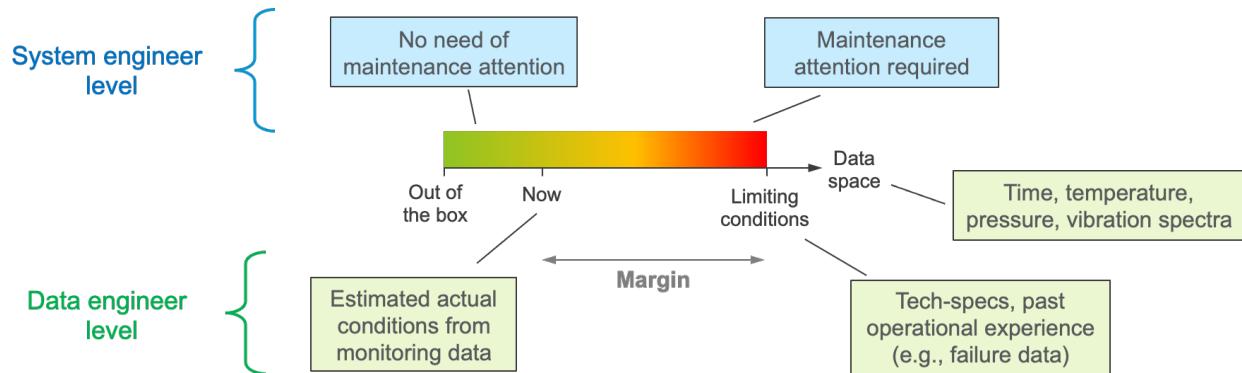 System engineer
level
No need of
maintenance attention
Maintenance
attention required
Out of
the box
Now
Limiting
conditions
Data
space
Time, temperature,
pressure, vibration spectra
Margin
Data engineer
level
Estimated actual
conditions from
monitoring data
Tech-specs, past
operational experience
(e.g., failure data)